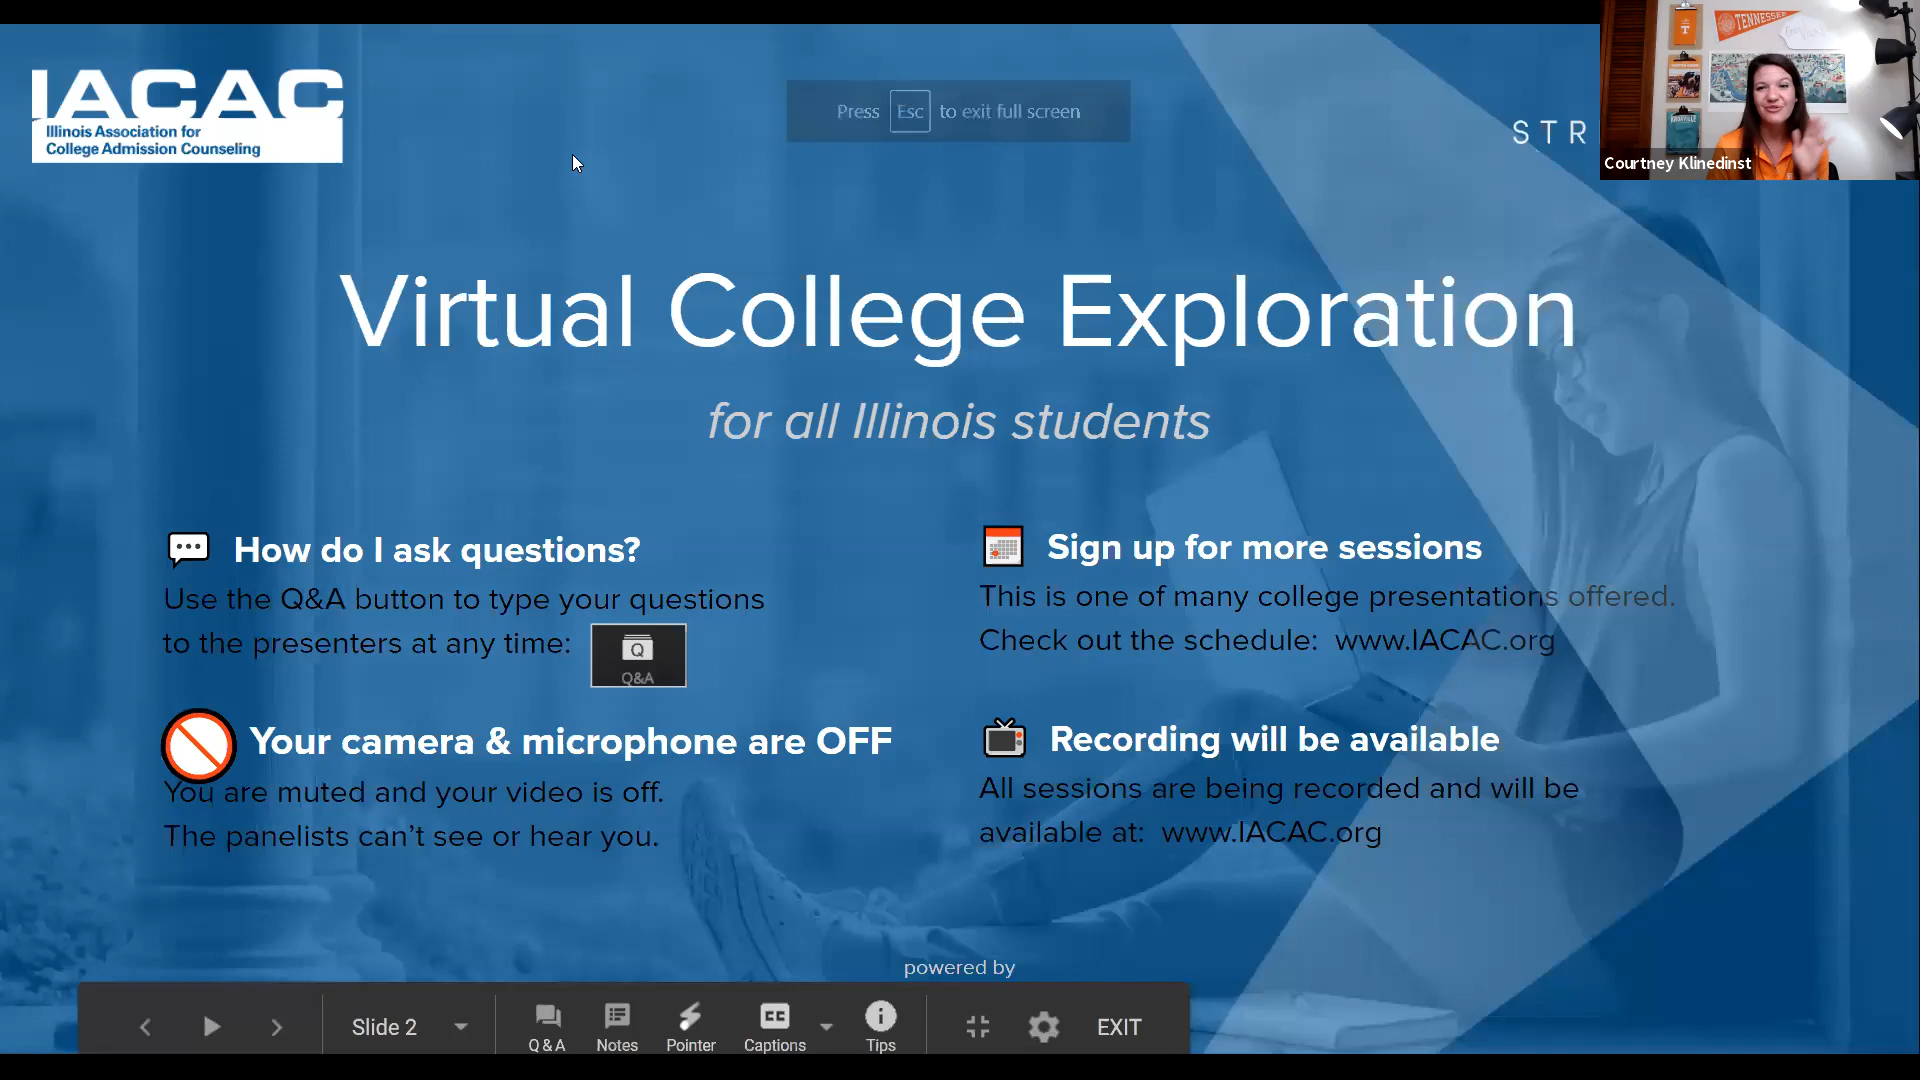 IACAC
Illinois Association for
College Admission Counseling
Press Esc to exit full screen
STR
TENNESSEE
Courtney Klinedinst
Virtual College Exploration
for all Illinois students
How do I ask questions?
Use the Q&A button to type your questions
to the presenters at any time:
Q
Q&A
Sign up for more sessions
This is one of many college presentations offered.
Check out the schedule: www.IACAC.org
Your camera & microphone are OFF
You are muted and your video is off.
The panelists can’t see or hear you.
Recording will be available
All sessions are being recorded and will be
available at: www.IACAC.org
powered by
Slide 2
Q&A
Notes
Pointer
CC
Captions
Tips
EXIT